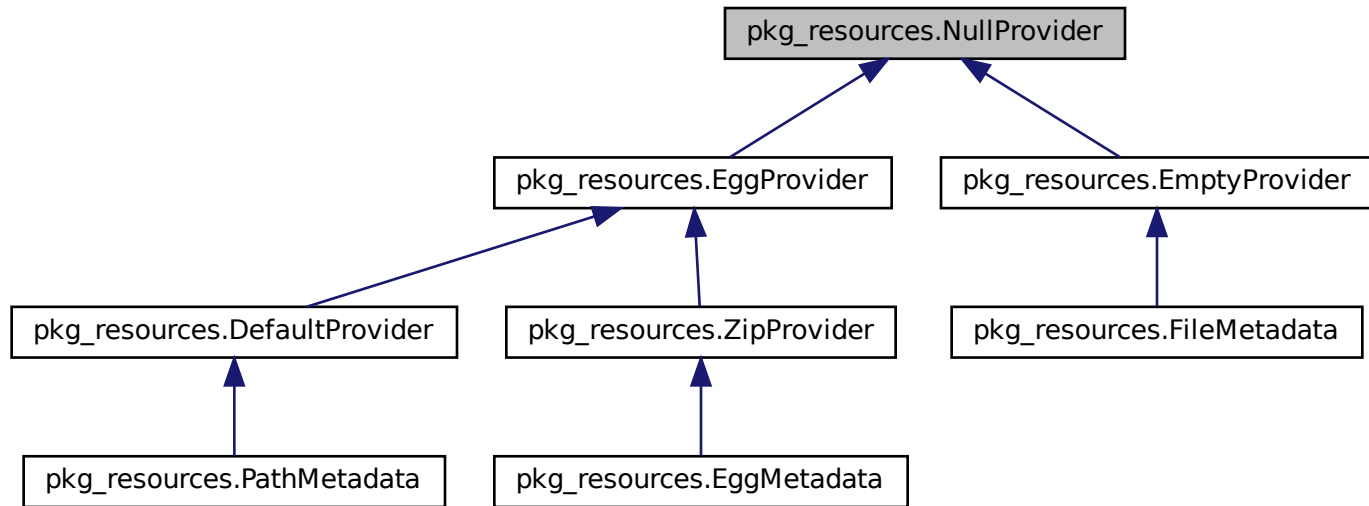 pkg_resources.NullProvider
pkg_resources.EggProvider
pkg_resources.EmptyProvider
pkg_resources.DefaultProvider
pkg_resources.ZipProvider
pkg_resources.FileMetadata
pkg_resources.PathMetadata
pkg_resources.EggMetadata